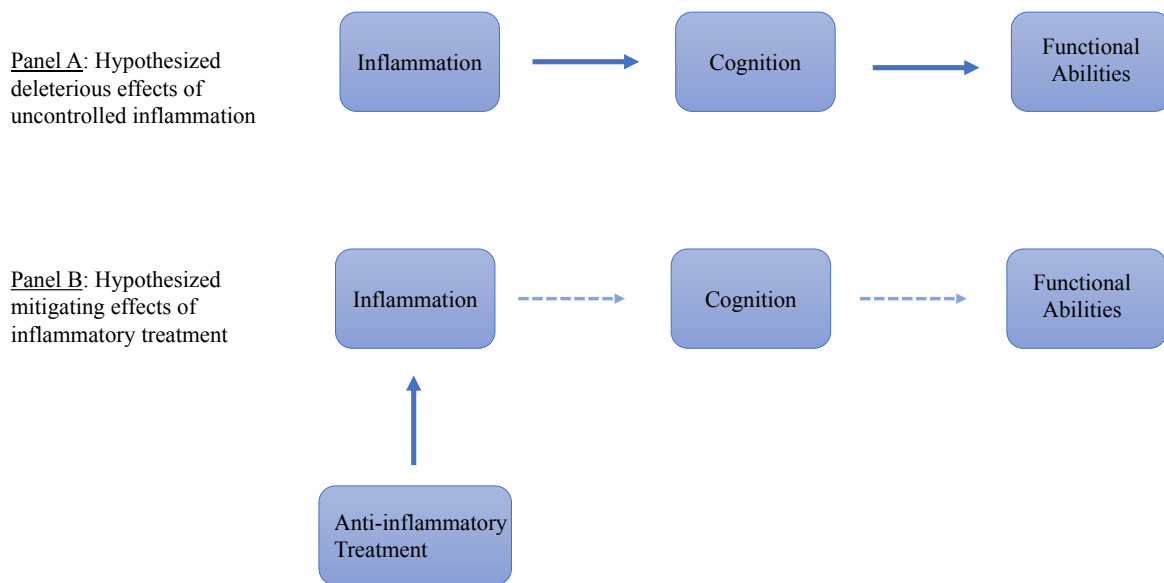 Panel A: Hypothesized
deleterious effects of
uncontrolled inflammation
Inflammation
Cognition
Functional
Abilities
Panel B: Hypothesized
mitigating effects of
inflammatory treatment
Inflammation
Cognition
Functional
Abilities
Anti-inflammatory
Treatment